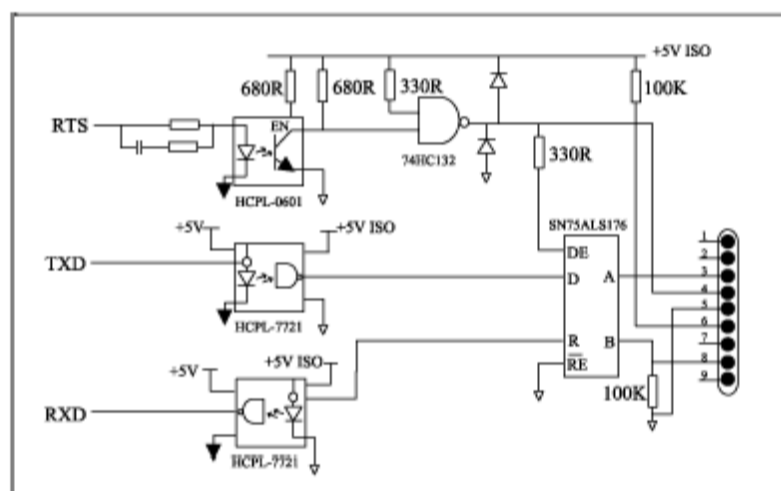 +5V ISO
680R 680R 330R 100K
RTS
EN
74HC132
330R
HCPL-0601
SN75ALS176
+5V +5V ISO
TXD
DE
D A
HCPL-7721
R B
RE
+5V +5V ISO
RXD
100K
HCPL-7721
1
2
3
4
5
6
7
8
9